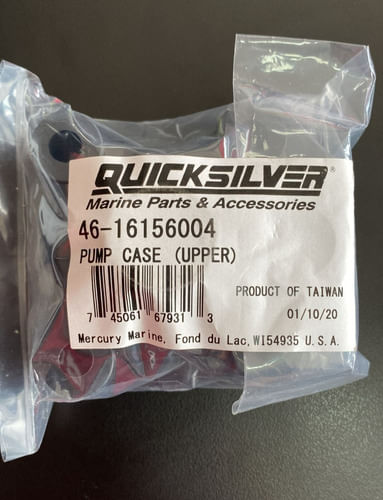 QUICKSILVER®
Marine Parts & Accessories
46-16156004
PUMP CASE (UPPER)
PRODUCT OF TAIWAN
7 45061 67931 3
01/10/20
Mercury Marine, Fond du Lac, WI54935 U.S.A.